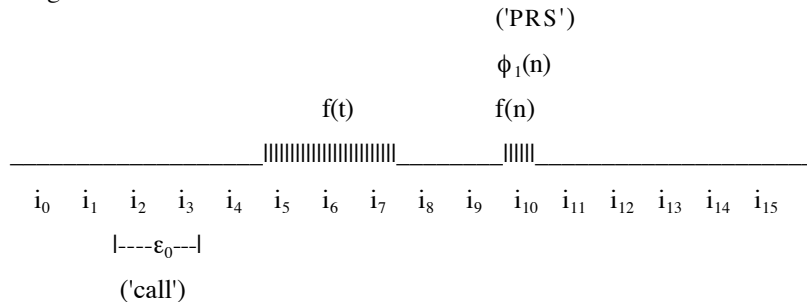 ('PRS')
ϕ₁(n)
f(t) f(n)
i₀ i₁ i₂ i₃ i₄ i₅ i₆ i₇ i₈ i₉ i₁₀ i₁₁ i₁₂ i₁₃ i₁₄ i₁₅
|----ε₀---|
('call')